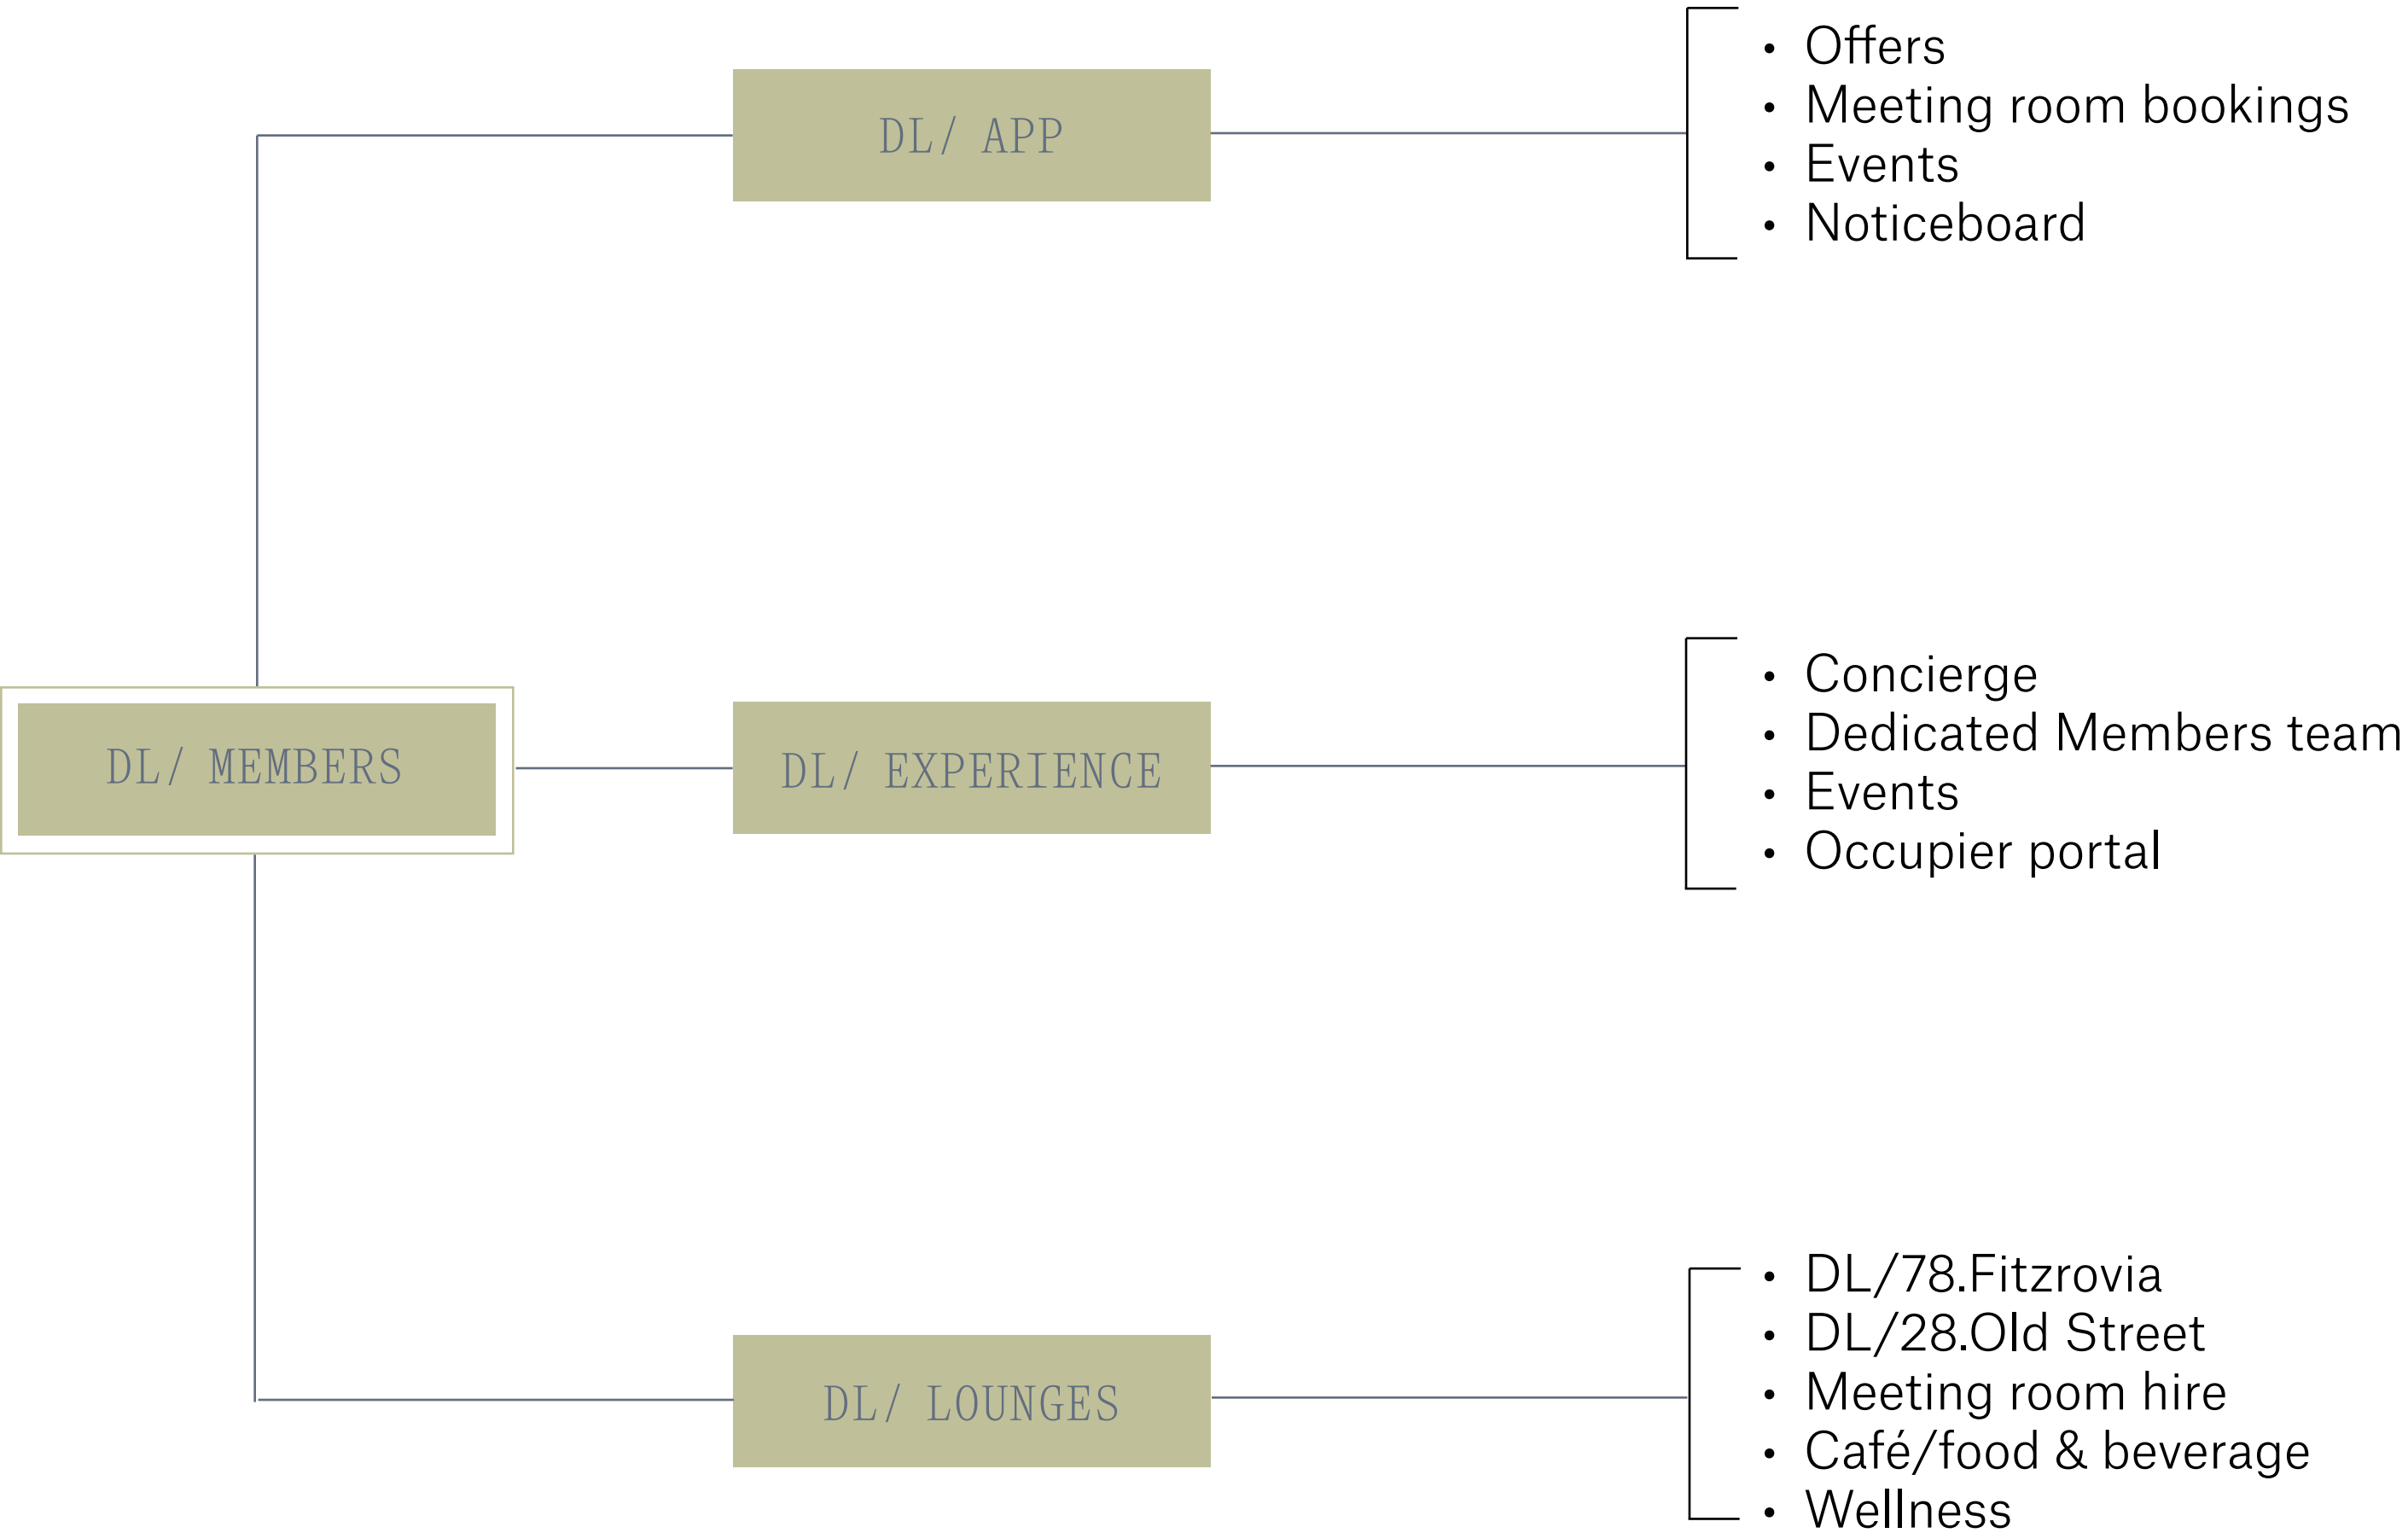 DL/ APP
• Offers
• Meeting room bookings
• Events
• Noticeboard
DL/ MEMBERS
DL/ EXPERIENCE
• Concierge
• Dedicated Members team
• Events
• Occupier portal
DL/ LOUNGES
• DL/78.Fitzrovia
• DL/28.Old Street
• Meeting room hire
• Café/food & beverage
• Wellness